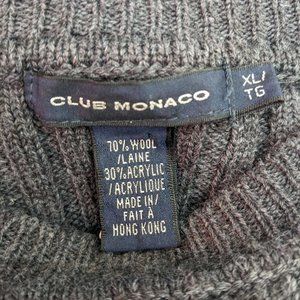 CLUB MONACO
XL/
TG
70% WOOL
/LAINE
30% ACRYLIC
/ACRYLIQUE
MADE IN/
FAIT À
HONG KONG